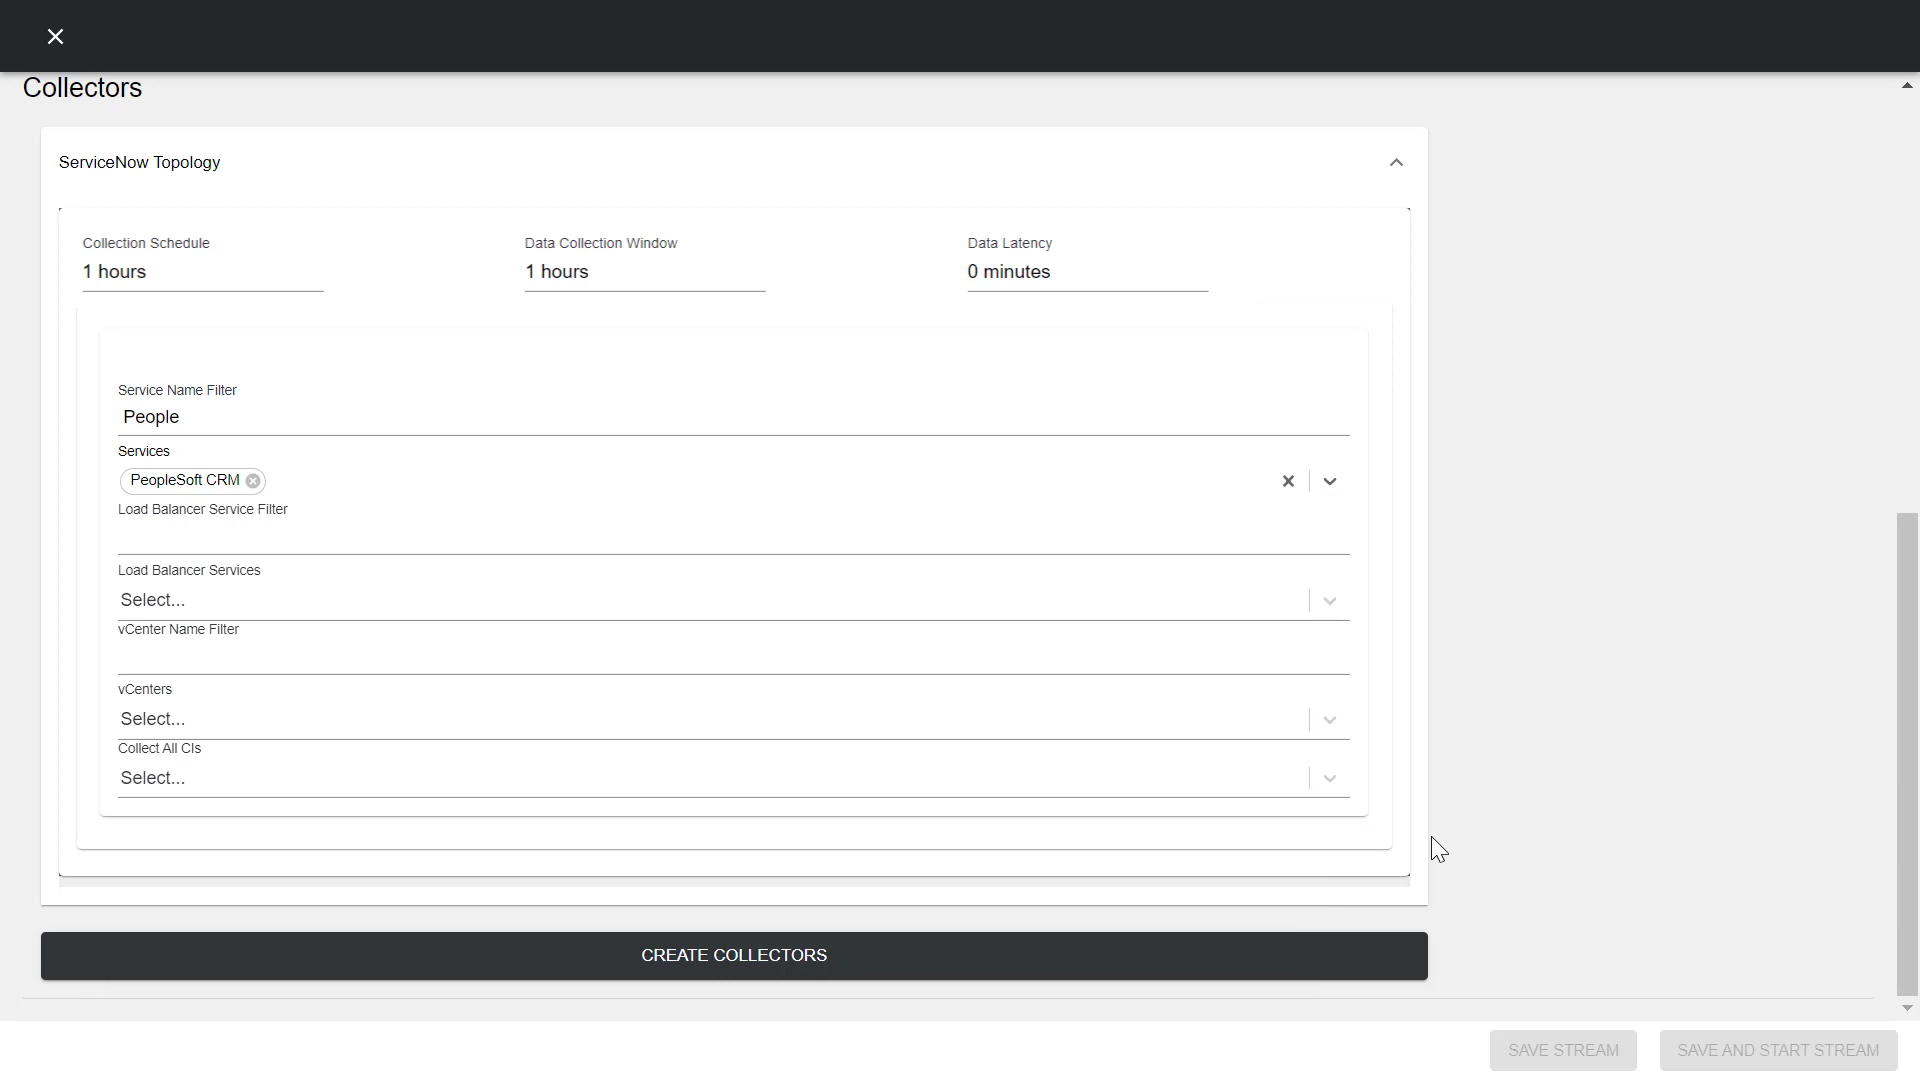 Collectors
ServiceNow Topology
Collection Schedule
1 hours
Data Collection Window
1 hours
Data Latency
0 minutes
Service Name Filter
People
Services
PeopleSoft CRM
Load Balancer Service Filter
Load Balancer Services
Select...
vCenter Name Filter
vCenters
Select...
Collect All CIs
Select...
CREATE COLLECTORS
SAVE STREAM
SAVE AND START STREAM